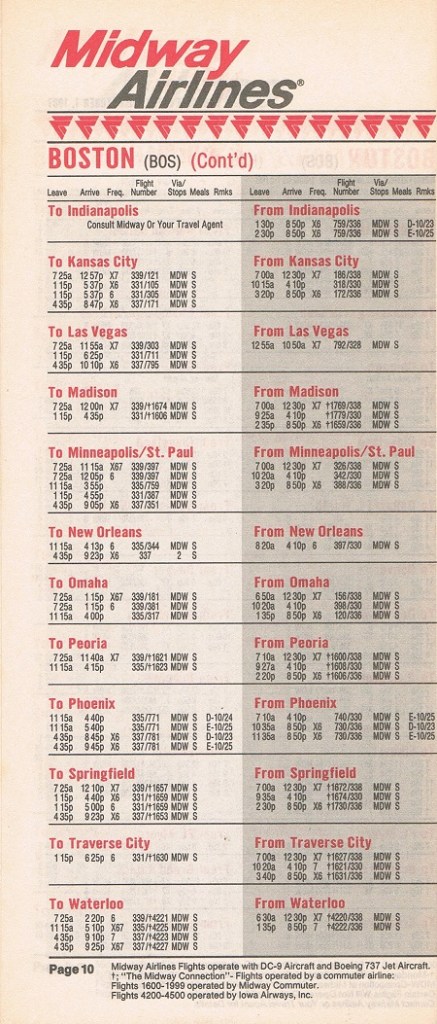 Midway
Airlines®
BOSTON (BOS) (Cont'd)
Leave Arrive Freq. Flight Number Via/Stops Meals Rmks Leave Arrive Freq. Flight Number Via/Stops Meals Rmks
To Indianapolis
Consult Midway Or Your Travel Agent
From Indianapolis
1 30p 8 50p X6 759/336 MDW S D-10/23
2 30p 8 50p X6 759/336 MDW S E-10/25
To Kansas City
7 25a 12 57p X7 339/121 MDW S
1 15p 5 37p X6 331/105 MDW S
1 15p 5 37p 6 331/305 MDW S
4 35p 8 47p X6 337/171 MDW S
From Kansas City
7 00a 12 30p X7 186/338 MDW S
10 15a 4 10p 318/330 MDW S
3 20p 8 50p X6 172/336 MDW S
To Las Vegas
7 25a 11 55a X7 339/303 MDW S
1 15p 6 25p 331/711 MDW S
4 35p 10 10p X6 337/795 MDW S
From Las Vegas
12 55a 10 50a X7 792/328 MDW S
To Madison
7 25a 12 00n X7 339/†1674 MDW S
1 15p 4 35p 331/†1606 MDW S
From Madison
7 00a 12 30p X7 †1769/338 MDW S
9 25a 4 10p †1779/330 MDW S
2 35p 8 50p X6 †1659/336 MDW S
To Minneapolis/St. Paul
7 25a 11 15a X67 339/397 MDW S
7 25a 12 05p 6 339/397 MDW S
11 15a 3 55p 335/759 MDW S
1 15p 4 55p 331/387 MDW S
4 35p 9 05p X6 337/351 MDW S
From Minneapolis/St. Paul
7 00a 12 30p X7 326/338 MDW S
10 20a 4 10p 342/330 MDW S
3 20p 8 50p X6 388/336 MDW S
To New Orleans
11 15a 4 13p 6 335/344 MDW S
4 35p 9 23p X6 337 2 S
From New Orleans
8 20a 4 10p 6 397/330 MDW S
To Omaha
7 25a 1 15p X67 339/181 MDW S
7 25a 1 15p 6 339/381 MDW S
11 15a 4 00p 335/317 MDW S
From Omaha
6 50a 12 30p X7 156/338 MDW S
10 20a 4 10p 398/330 MDW S
1 35p 8 50p X6 120/336 MDW S
To Peoria
7 25a 11 40a X7 339/†1621 MDW S
11 15a 4 15p 335/†1623 MDW S
From Peoria
7 10a 12 30p X7 †1600/338 MDW S
9 27a 4 10p †1608/330 MDW S
2 20p 8 50p X6 †1606/336 MDW S
To Phoenix
11 15a 4 40p 335/771 MDW S D-10/24
11 15a 5 40p 335/771 MDW S E-10/25
4 35p 8 45p X6 337/781 MDW S D-10/23
4 35p 9 45p X6 337/781 MDW S E-10/25
From Phoenix
7 10a 4 10p 740/330 MDW S E-10/25
10 35a 8 50p X6 730/336 MDW S D-10/23
11 35a 8 50p X6 730/336 MDW S E-10/25
To Springfield
7 25a 12 10p X7 339/†1657 MDW S
1 15p 4 40p X6 331/†1659 MDW S
1 15p 5 00p 6 331/†1659 MDW S
4 35p 9 23p X6 337/†1653 MDW S
From Springfield
7 00a 12 30p X7 †1672/338 MDW S
9 35a 4 10p †1674/330 MDW S
2 30p 8 50p X6 †1730/336 MDW S
To Traverse City
1 15p 6 25p 6 331/†1630 MDW S
From Traverse City
7 00a 12 30p X7 †1627/338 MDW S
10 20a 4 10p 7 †1621/330 MDW S
3 40p 8 50p X6 †1631/336 MDW S
To Waterloo
7 25a 2 20p 6 339/†4221 MDW S
11 15a 5 10p X67 335/†4225 MDW S
4 35p 9 10p 7 337/†4223 MDW S
4 35p 9 25p X67 337/†4227 MDW S
From Waterloo
6 30a 12 30p X7 †4220/338 MDW S
1 35p 8 50p 7 †4222/336 MDW S
Page 10 Midway Airlines Flights operate with DC-9 Aircraft and Boeing 737 Jet Aircraft.
†: "The Midway Connection"- Flights operated by a commuter airline:
Flights 1600-1999 operated by Midway Commuter.
Flights 4200-4500 operated by Iowa Airways, Inc.